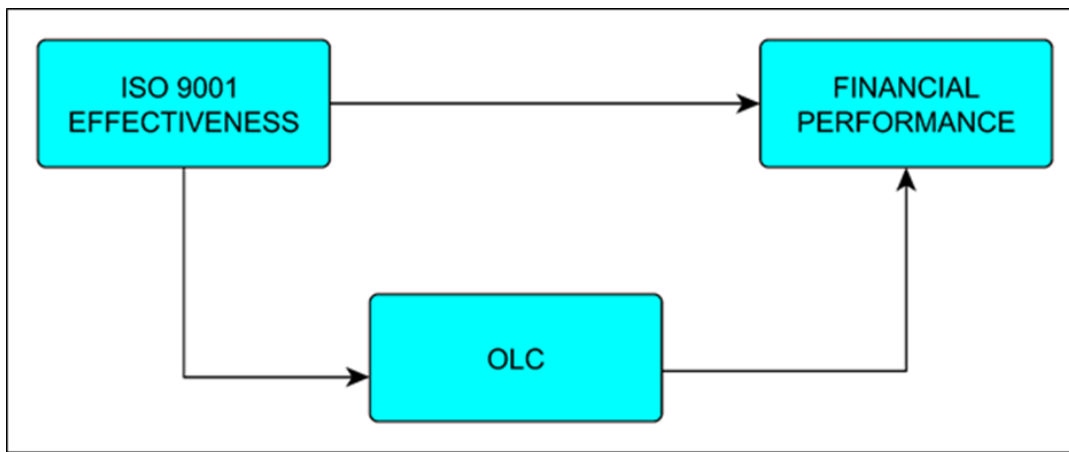 ISO 9001
EFFECTIVENESS
FINANCIAL
PERFORMANCE
OLC